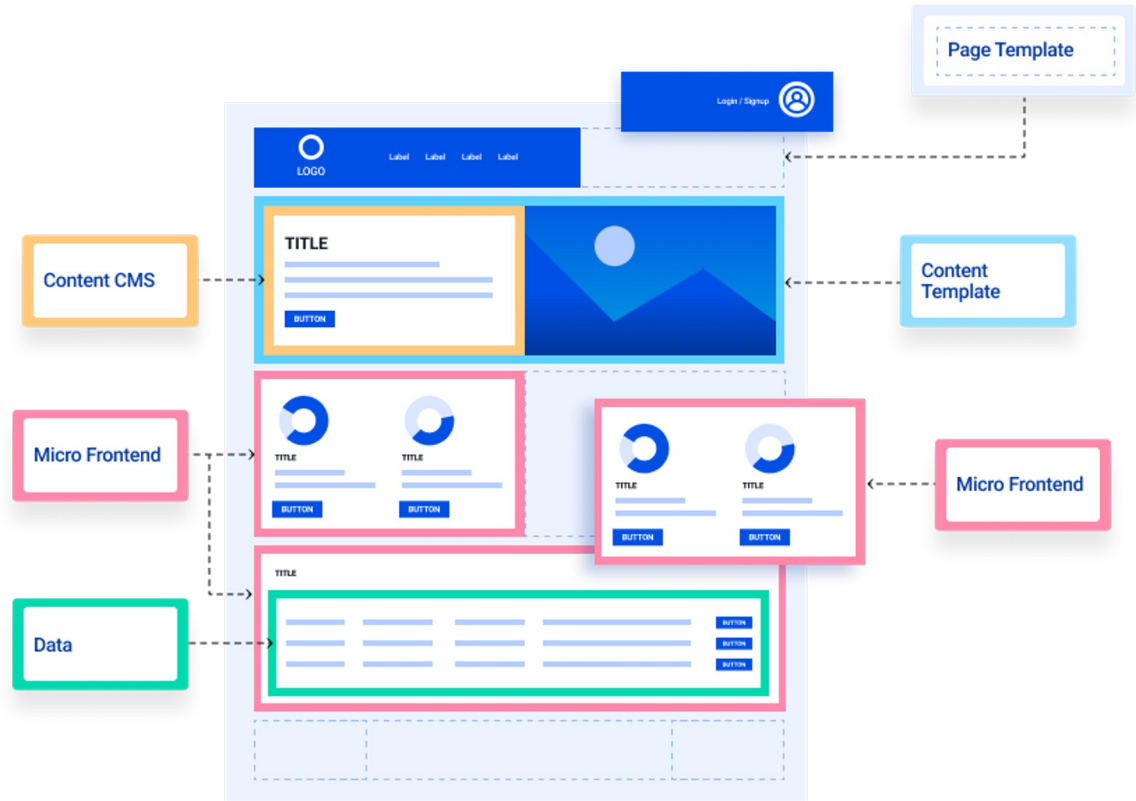 Page Template
Login / Signup
LOGO
Label Label Label Label
Content CMS
TITLE
BUTTON
Content
Template
Micro Frontend
TITLE TITLE
BUTTON BUTTON
TITLE TITLE
BUTTON BUTTON
Micro Frontend
Data
TITLE
BUTTON
BUTTON
BUTTON